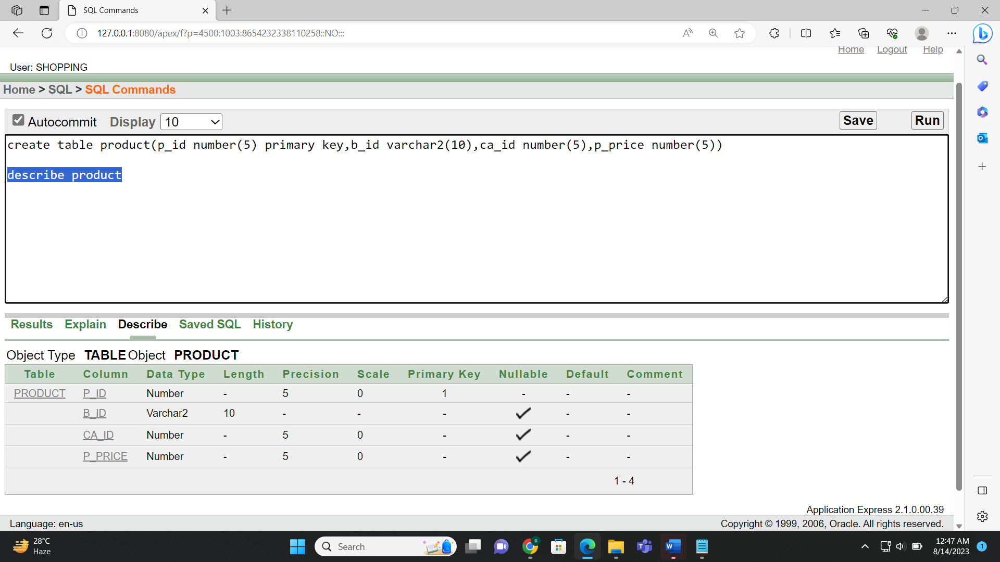 SQL Commands
127.0.0.1:8080/apex/f?p=4500:1003:8654232338110258::NO:::
Home Logout Help
User: SHOPPING
Home > SQL > SQL Commands
Autocommit Display 10 Save Run
create table product(p_id number(5) primary key,b_id varchar2(10),ca_id number(5),p_price number(5))
describe product
Results Explain Describe Saved SQL History
Object Type TABLE Object PRODUCT
Table Column Data Type Length Precision Scale Primary Key Nullable Default Comment
PRODUCT P_ID Number - 5 0 1 - - -
B_ID Varchar2 10 - - - - -
CA_ID Number - 5 0 - - -
P_PRICE Number - 5 0 - - -
1 - 4
Application Express 2.1.0.00.39
Language: en-us Copyright © 1999, 2006, Oracle. All rights reserved.
28°C
Haze
Search
12:47 AM
8/14/2023
1